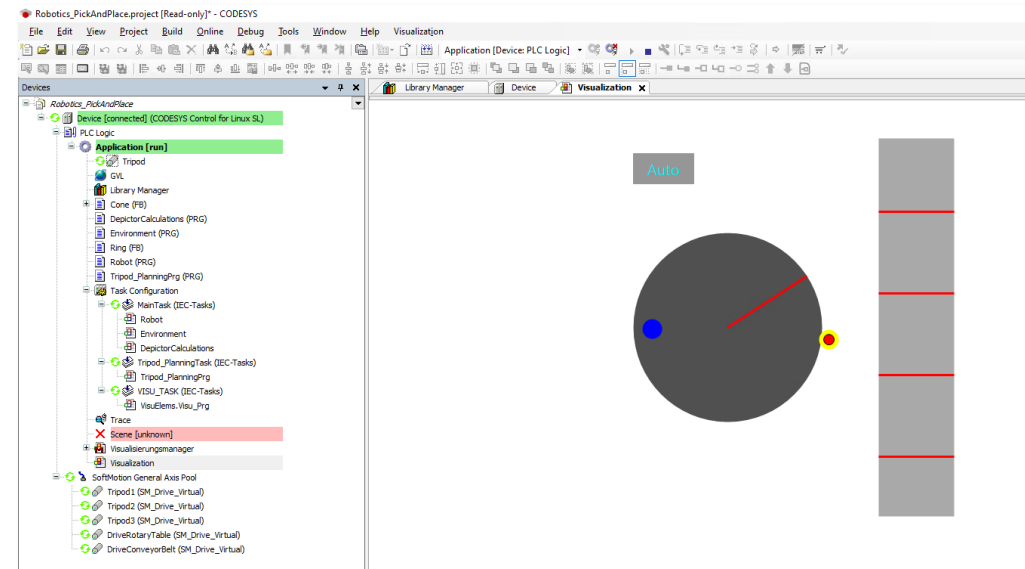 Robotics_PickAndPlace.project [Read-only]* - CODESYS
File Edit View Project Build Online Debug Tools Window Help Visualization
Application [Device: PLC Logic]
Devices
Library Manager Device Visualization
Robotics_PickAndPlace
Device [connected] (CODESYS Control for Linux SL)
PLC Logic
Application [run]
Tripod
GVL
Library Manager
Cone (FB)
DepictorCalculations (PRG)
Environment (PRG)
Ring (FB)
Robot (PRG)
Tripod_PlanningPrg (PRG)
Task Configuration
MainTask (IEC-Tasks)
Robot
Environment
DepictorCalculations
Tripod_PlanningTask (IEC-Tasks)
Tripod_PlanningPrg
VISU_TASK (IEC-Tasks)
VisuElems.Visu_Prg
Trace
Scene [unknown]
Visualisierungsmanager
Visualization
SoftMotion General Axis Pool
Tripod1 (SM_Drive_Virtual)
Tripod2 (SM_Drive_Virtual)
Tripod3 (SM_Drive_Virtual)
DriveRotaryTable (SM_Drive_Virtual)
DriveConveyorBelt (SM_Drive_Virtual)
Auto